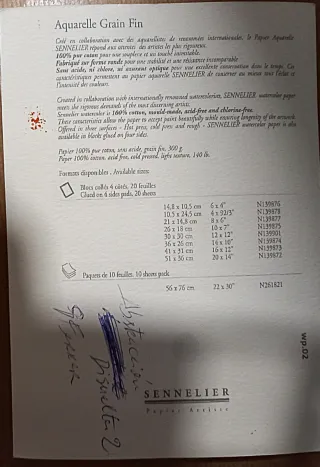 Aquarelle Grain Fin
Créé en collaboration avec des aquarellistes de renommée internationale, le Papier Aquarelle
SENNELIER répond aux attentes des artistes les plus rigoureux.
100% pur coton pour une souplesse et un touché inimitable.
Fabriqué sur formes rondes pour une stabilité et une résistance incomparable
Sans acide, ni chlore, ni azurant optique pour une excellente conservation dans le temps. Ces
caractéristiques permettent au papier aquarelle SENNELIER de conserver au mieux tout l'éclat et
l'intensité des couleurs.
Created in collaboration with internationally renowned watercolorists, SENNELIER watercolor paper
meets the rigorous demands of the most discerning artists.
Sennelier watercolor is 100% cotton, mould-made, acid-free and chlorine-free.
These characteristics allow the paper to accept paint beautifully while ensuring longevity of the artwork.
Offered in three surfaces - Hot press, cold press and rough - SENNELIER watercolor paper is also
available in blocks glued on four sides.
Papier 100% pur coton, sans acide, grain fin, 300 g.
Paper 100% cotton, acid free, cold pressed, light texture, 140 lb.
Formats disponibles - Available sizes:
Blocs collés 4 côtés, 20 feuilles
Glued on 4 sides pads, 20 sheets
14,8 x 10,5 cm 6 x 4" N139876
10,5 x 24,5 cm N139878
21 x 14,8 cm 8 x 6" N139877
26 x 18 cm 10 x 7" N139875
30 x 30 cm 12 x 12" N139901
36 x 26 cm 14 x 10" N139874
41 x 31 cm 16 x 12" N139873
51 x 36 cm 20 x 14" N139872
Paquets de 10 feuilles, 10 sheets pack
56 x 76 cm 22 x 30" N261821
wp.02
Abstracción
2
SENNELIER
Papier Artiste